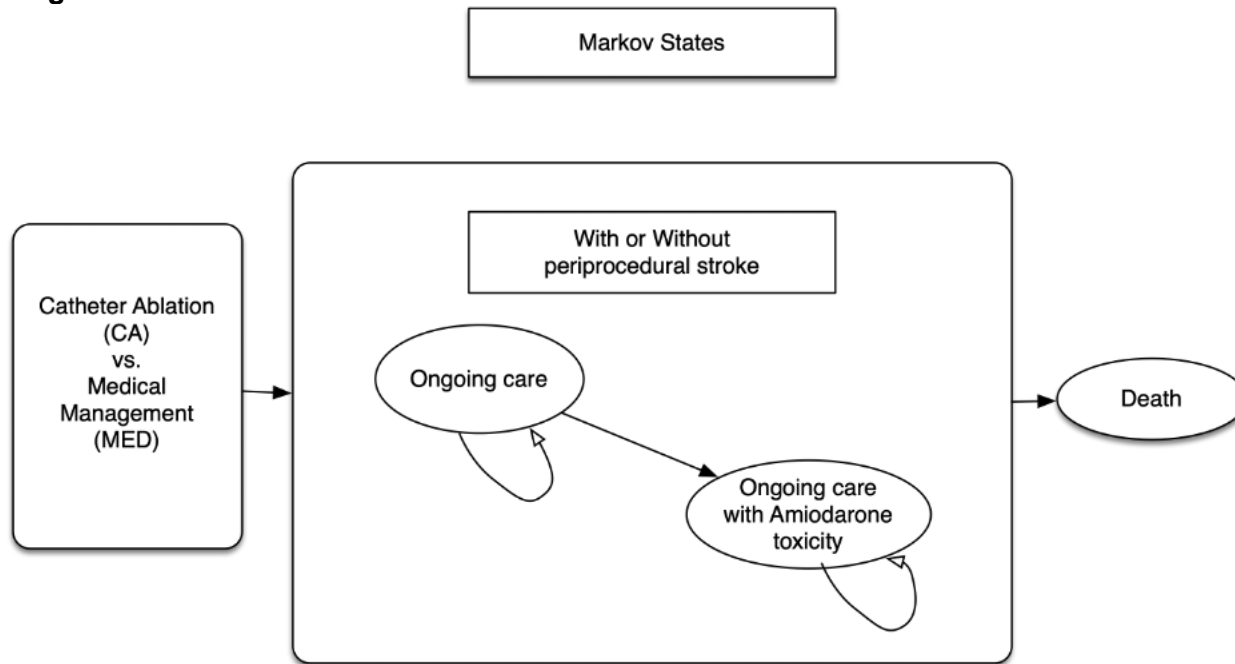 Markov States
With or Without
periprocedural stroke
Catheter Ablation
(CA)
vs.
Medical
Management
(MED)
Ongoing care
Ongoing care
with Amiodarone
toxicity
Death